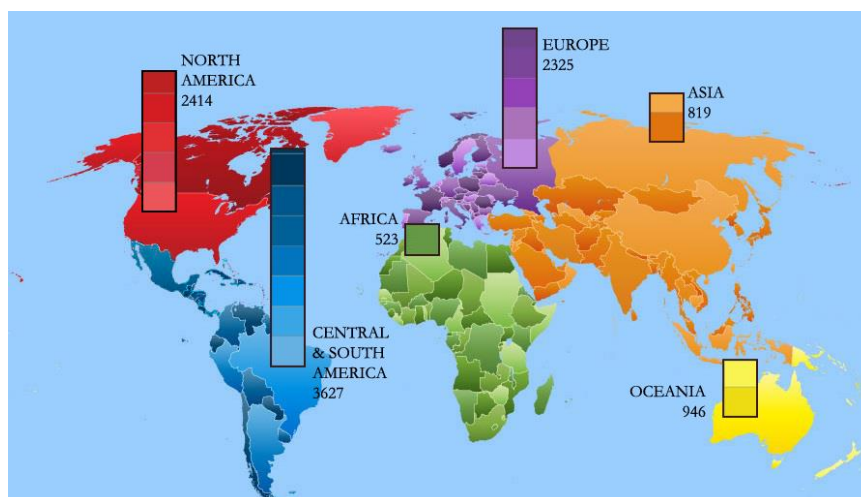 NORTH
AMERICA
2414
EUROPE
2325
ASIA
819
AFRICA
523
CENTRAL
& SOUTH
AMERICA
3627
OCEANIA
946